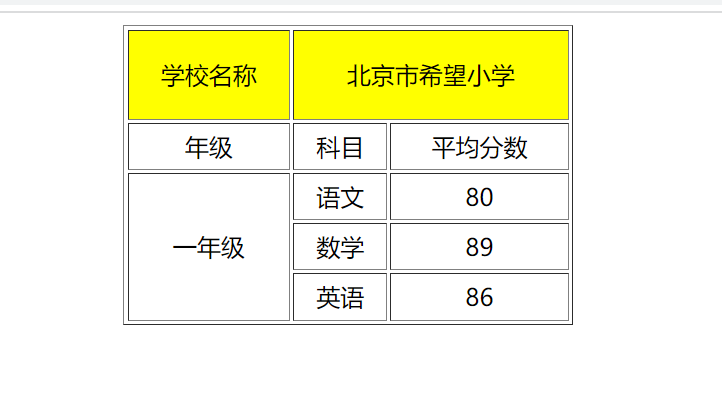 学校名称 北京市希望小学
年级 科目 平均分数
一年级 语文 80
数学 89
英语 86